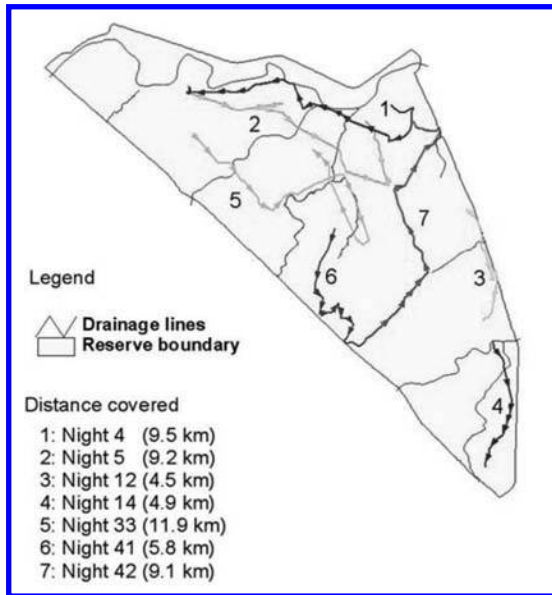 1
2
5
7
6
3
4
Legend
Drainage lines
Reserve boundary
Distance covered
1: Night 4 (9.5 km)
2: Night 5 (9.2 km)
3: Night 12 (4.5 km)
4: Night 14 (4.9 km)
5: Night 33 (11.9 km)
6: Night 41 (5.8 km)
7: Night 42 (9.1 km)